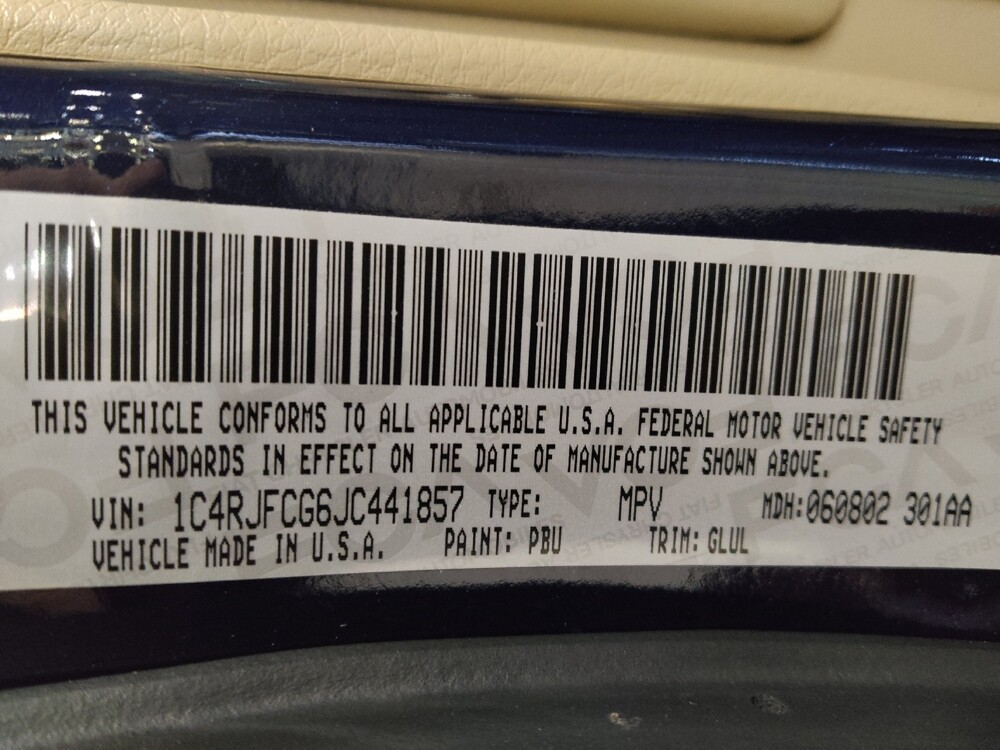 THIS VEHICLE CONFORMS TO ALL APPLICABLE U.S.A. FEDERAL MOTOR VEHICLE SAFETY
STANDARDS IN EFFECT ON THE DATE OF MANUFACTURE SHOWN ABOVE.
VIN: 1C4RJFCG6JC441857 TYPE: MPV MDH:060802 301AA
VEHICLE MADE IN U.S.A. PAINT: PBU TRIM: GLUL